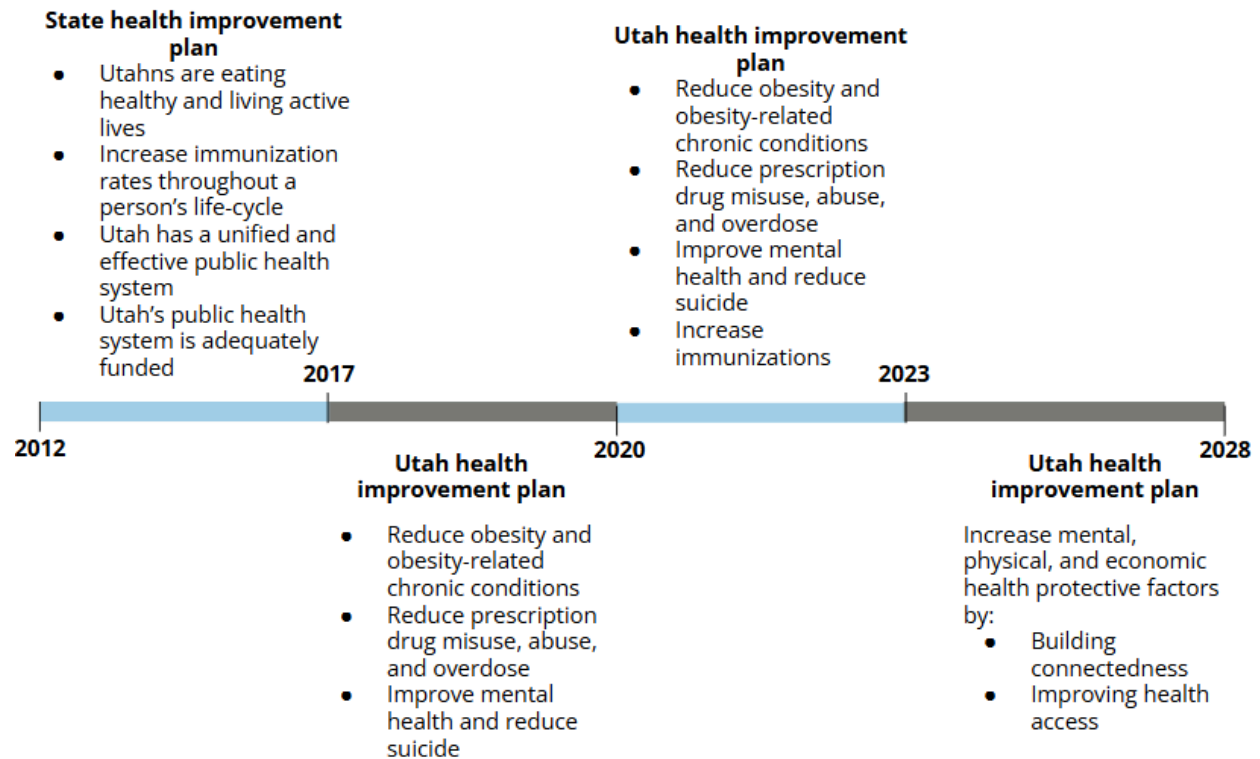 State health improvement
plan
● Utahns are eating
healthy and living active
lives
● Increase immunization
rates throughout a
person's life-cycle
● Utah has a unified and
effective public health
system
● Utah's public health
system is adequately
funded
Utah health improvement
plan
● Reduce obesity and
obesity-related
chronic conditions
● Reduce prescription
drug misuse, abuse,
and overdose
● Improve mental
health and reduce
suicide
● Increase
immunizations
2017
2023
2012
2020
2028
Utah health
improvement plan
● Reduce obesity and
obesity-related
chronic conditions
● Reduce prescription
drug misuse, abuse,
and overdose
● Improve mental
health and reduce
suicide
Utah health
improvement plan
Increase mental,
physical, and economic
health protective factors
by:
● Building
connectedness
● Improving health
access